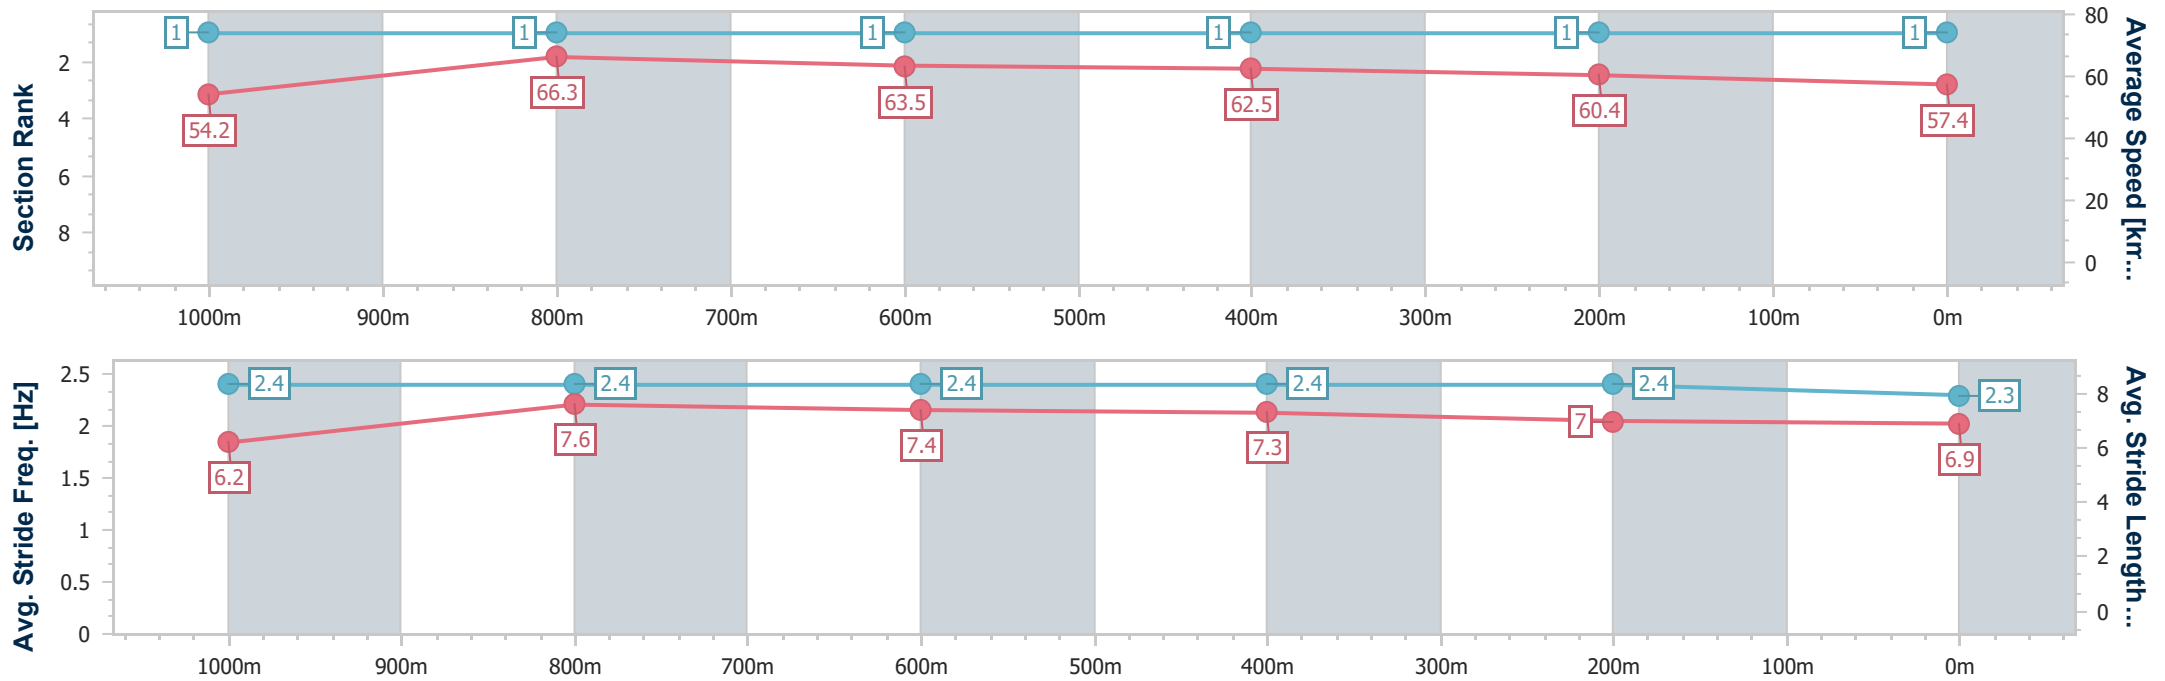 Section Rank
2
4
6
8
1
1
1
1
1
1
54.2
66.3
63.5
62.5
60.4
57.4
80
60
40
20
0
Average Speed [km...
1000m
900m
800m
700m
600m
500m
400m
300m
200m
100m
0m
Avg. Stride Freq. [Hz]
2.5
2
1.5
1
0.5
0
2.4
2.4
2.4
2.4
2.4
2.3
6.2
7.6
7.4
7.3
7
6.9
8
6
4
2
0
Avg. Stride Length...
1000m
900m
800m
700m
600m
500m
400m
300m
200m
100m
0m